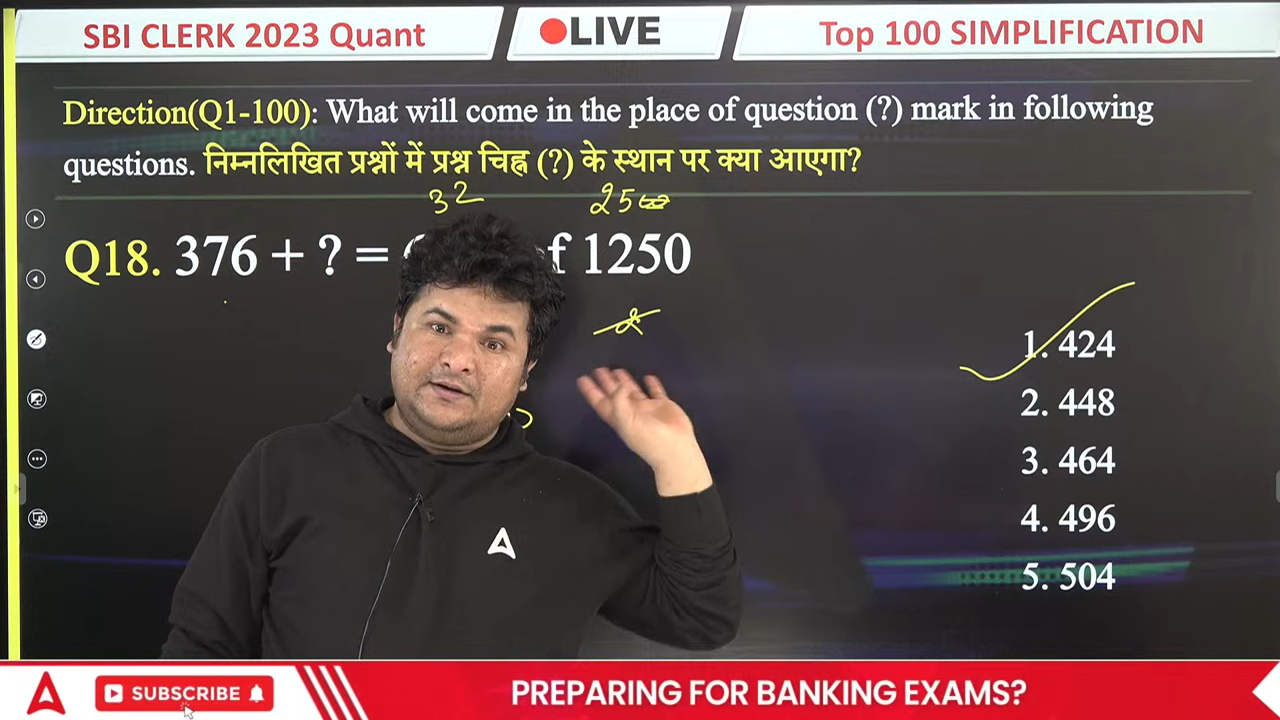 SBI CLERK 2023 Quant
LIVE
Top 100 SIMPLIFICATION
Direction(Q1-100): What will come in the place of question (?) mark in following
questions. निम्नलिखित प्रश्नों में प्रश्न चिह्न (?) के स्थान पर क्या आएगा?
32 25
Q18. 376 + ? = 1250
1. 424
2. 448
3. 464
4. 496
5. 504
SUBSCRIBE
PREPARING FOR BANKING EXAMS?